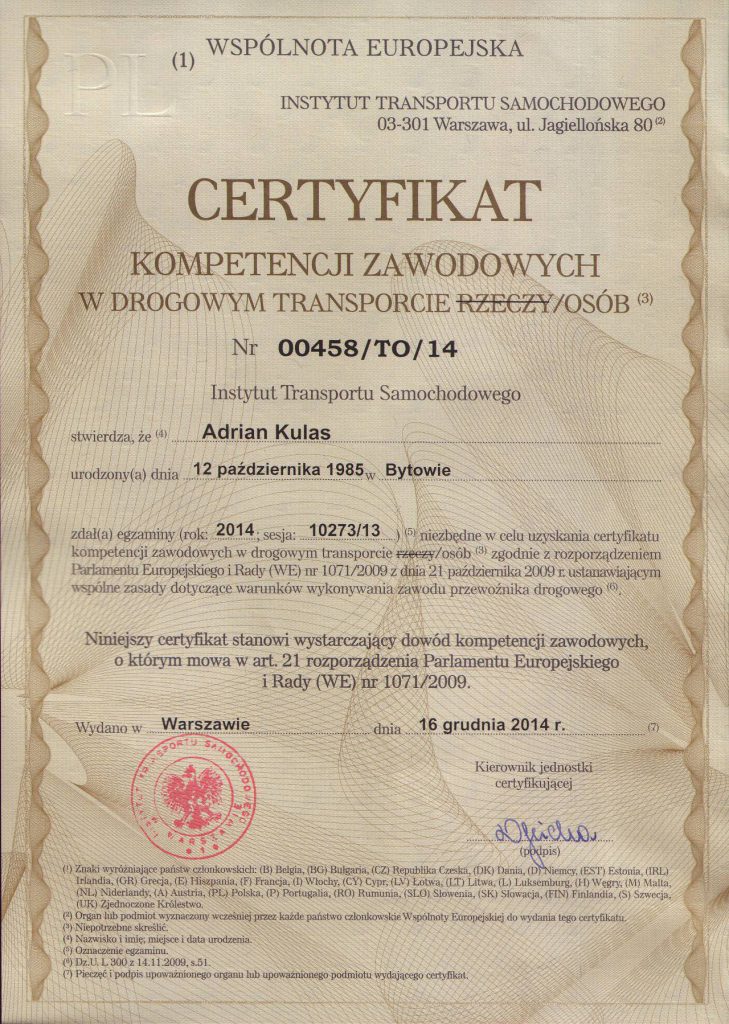 PL
(1) WSPÓLNOTA EUROPEJSKA
INSTYTUT TRANSPORTU SAMOCHODOWEGO
03-301 Warszawa, ul. Jagiellońska 80 (2)
CERTYFIKAT
KOMPETENCJI ZAWODOWYCH
W DROGOWYM TRANSPORCIE RZECZY/OSÓB (3)
Nr 00458/TO/14
Instytut Transportu Samochodowego
stwierdza, że (4) Adrian Kulas
urodzony(a) dnia 12 października 1985 w Bytowie
zdał(a) egzaminy (rok: 2014; sesja: 10273/13 ) (5) niezbędne w celu uzyskania certyfikatu
kompetencji zawodowych w drogowym transporcie rzeczy/osób (3) zgodnie z rozporządzeniem
Parlamentu Europejskiego i Rady (WE) nr 1071/2009 z dnia 21 października 2009 r. ustanawiającym
wspólne zasady dotyczące warunków wykonywania zawodu przewoźnika drogowego (6).
Niniejszy certyfikat stanowi wystarczający dowód kompetencji zawodowych,
o którym mowa w art. 21 rozporządzenia Parlamentu Europejskiego
i Rady (WE) nr 1071/2009.
Wydano w Warszawie dnia 16 grudnia 2014 r. (7)
INSTYTUT TRANSPORTU SAMOCHODOWEGO
W WARSZAWIE
Kierownik jednostki
certyfikującej
(podpis)
(1) Znaki wyróżniające państw członkowskich: (B) Belgia, (BG) Bułgaria, (CZ) Republika Czeska, (DK) Dania, (D) Niemcy, (EST) Estonia, (IRL)
Irlandia, (GR) Grecja, (E) Hiszpania, (F) Francja, (I) Włochy, (CY) Cypr, (LV) Łotwa, (LT) Litwa, (L) Luksemburg, (H) Węgry, (M) Malta,
(NL) Niderlandy, (A) Austria, (PL) Polska, (P) Portugalia, (RO) Rumunia, (SLO) Słowenia, (SK) Słowacja, (FIN) Finlandia, (S) Szwecja,
(UK) Zjednoczone Królestwo.
(2) Organ lub podmiot wyznaczony wcześniej przez każde państwo członkowskie Wspólnoty Europejskiej do wydania tego certyfikatu.
(3) Niepotrzebne skreślić.
(4) Nazwisko i imię; miejsce i data urodzenia.
(5) Oznaczenie egzaminu.
(6) Dz.U. L 300 z 14.11.2009, s.51.
(7) Pieczęć i podpis upoważnionego organu lub upoważnionego podmiotu wydającego certyfikat.